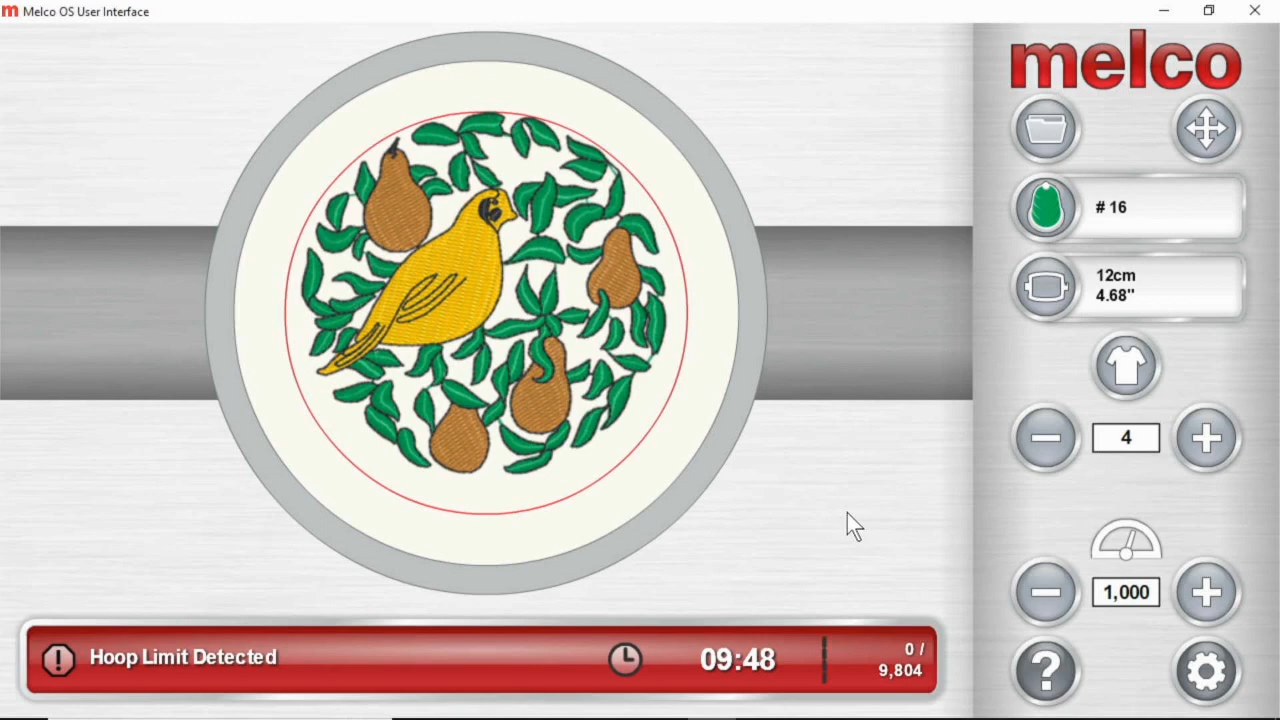 m Melco OS User Interface
melco
# 16
12cm
4.68"
4
1,000
Hoop Limit Detected
09:48
0 /
9,804
?